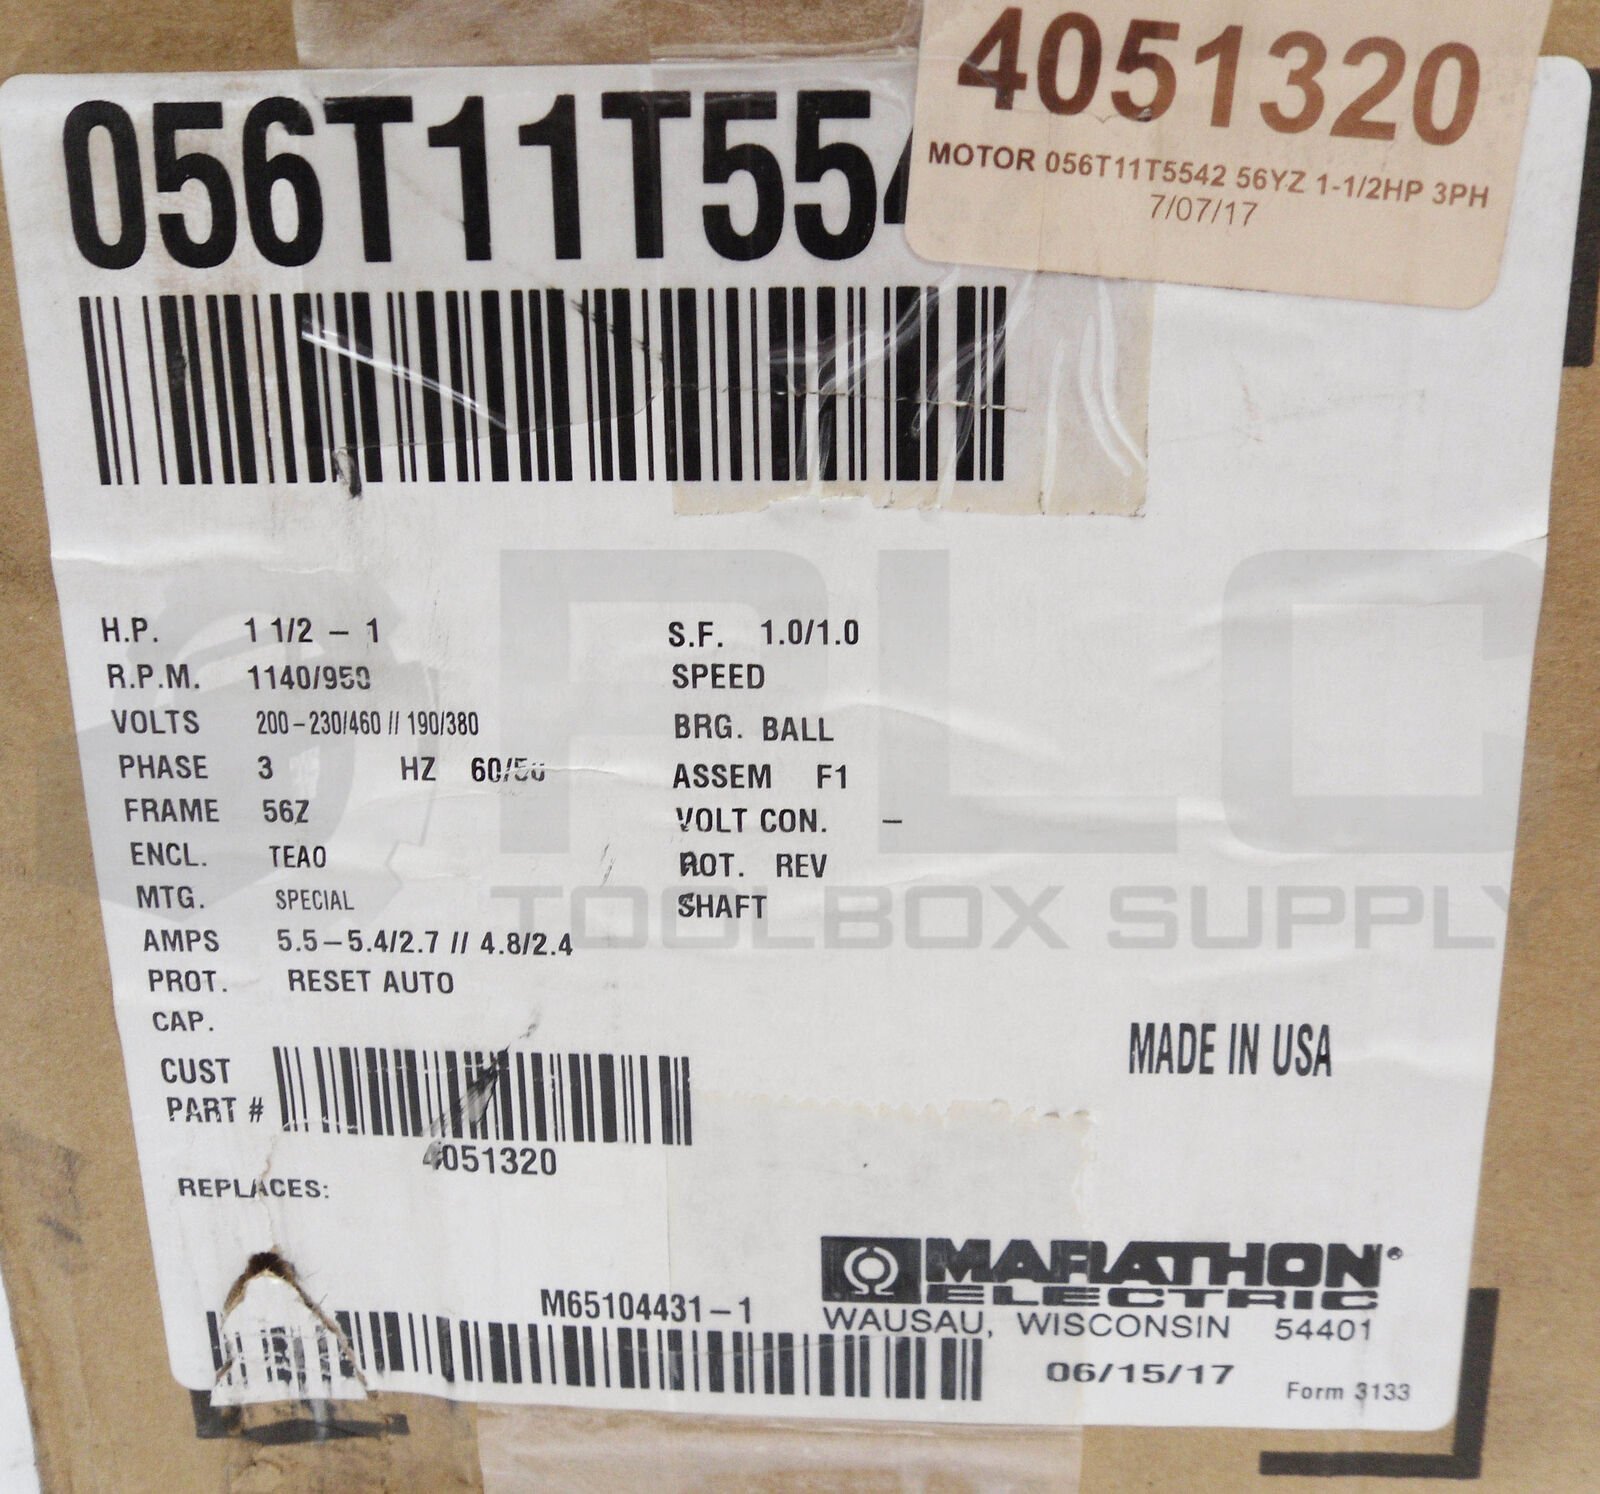 4051320
MOTOR 056T11T5542 56YZ 1-1/2HP 3PH
7/07/17
056T11T554
H.P. 1 1/2 – 1
S.F. 1.0/1.0
R.P.M. 1140/950
SPEED
VOLTS 200–230/460 // 190/380
BRG. BALL
PHASE 3 HZ 60/50
ASSEM F1
FRAME 56Z
VOLT CON. –
ENCL. TEAO
ROT. REV
MTG. SPECIAL
SHAFT
AMPS 5.5–5.4/2.7 // 4.8/2.4
PROT. RESET AUTO
CAP.
MADE IN USA
CUST
PART #
4051320
REPLACES:
M65104431–1
MARATHON®
ELECTRIC
WAUSAU, WISCONSIN 54401
06/15/17
Form 3133
PLC
TOOLBOX SUPPLY